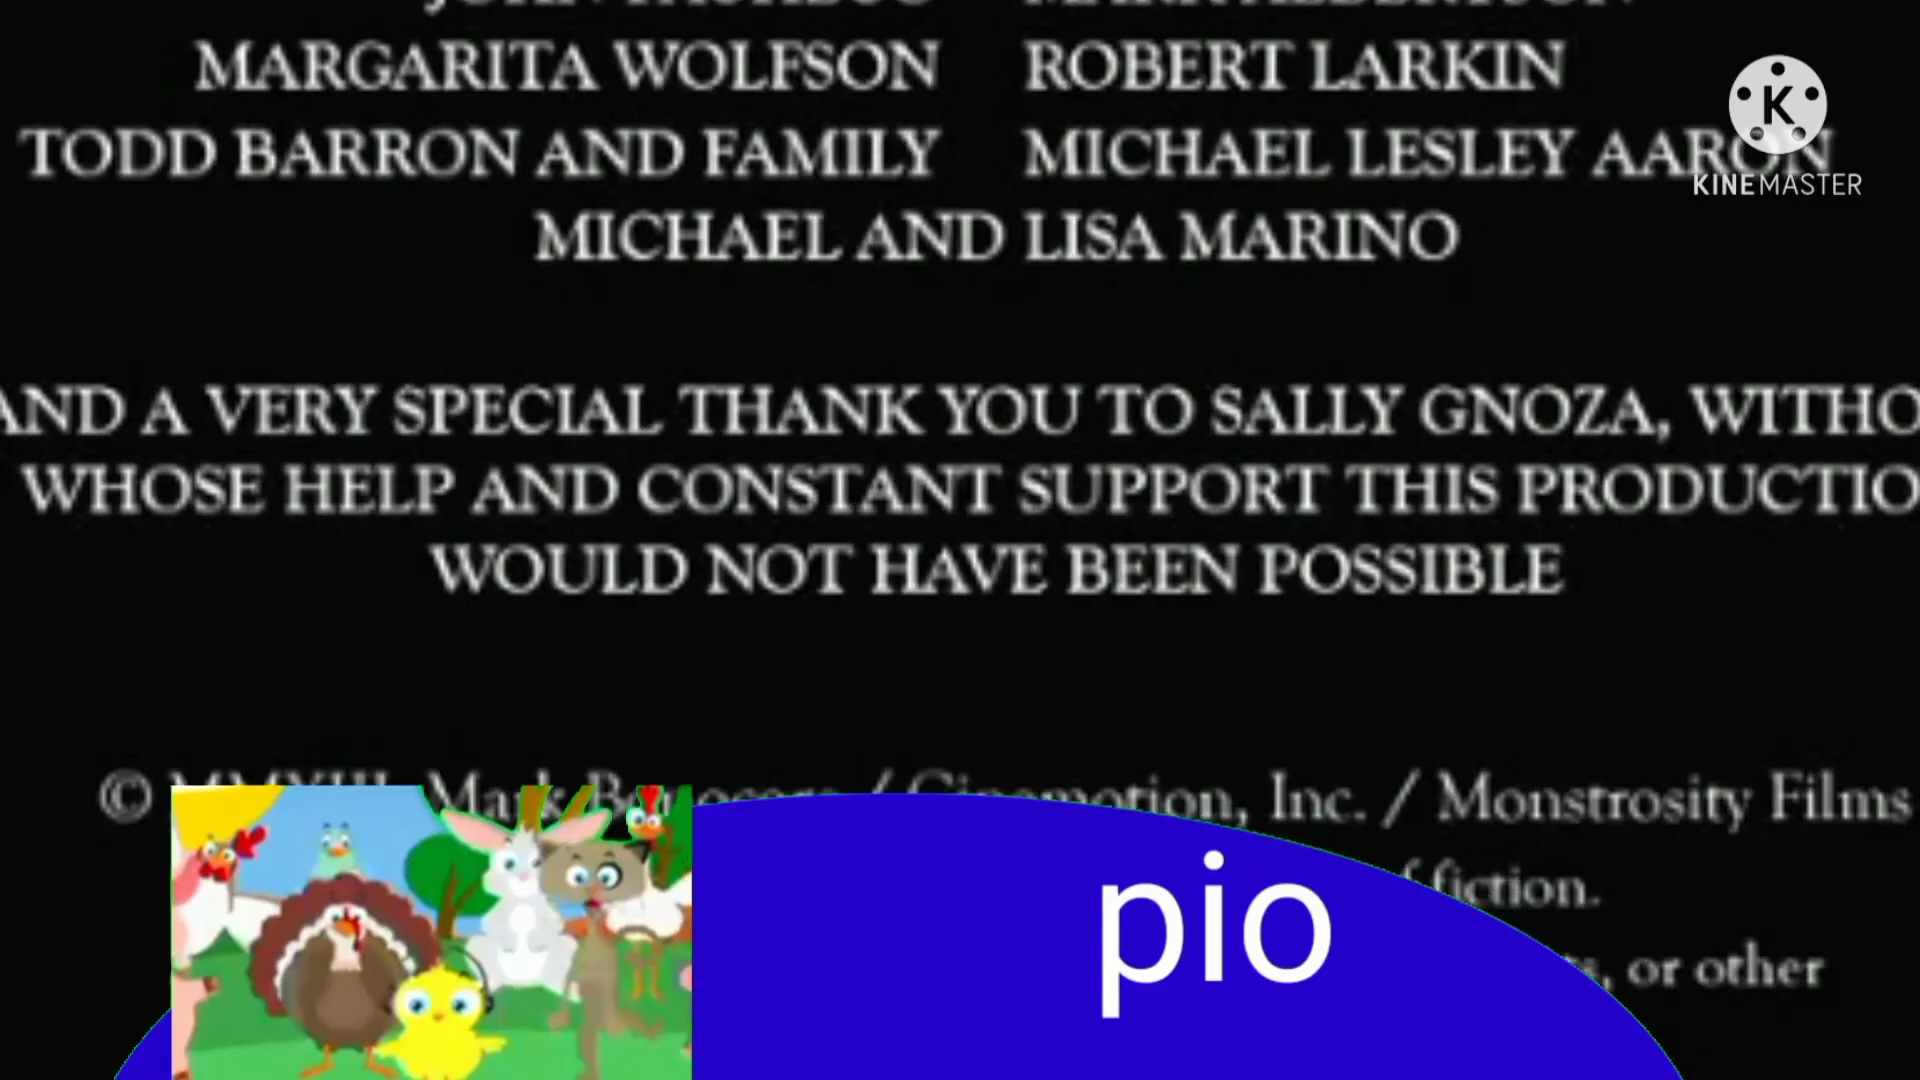 MARGARITA WOLFSON ROBERT LARKIN
K
TODD BARRON AND FAMILY MICHAEL LESLEY AARON
KINEMASTER
MICHAEL AND LISA MARINO
AND A VERY SPECIAL THANK YOU TO SALLY GNOZA, WITHO
WHOSE HELP AND CONSTANT SUPPORT THIS PRODUCTIO
WOULD NOT HAVE BEEN POSSIBLE
© Mark / Cinemotion, Inc. / Monstrosity Films
pio
fiction.
or other